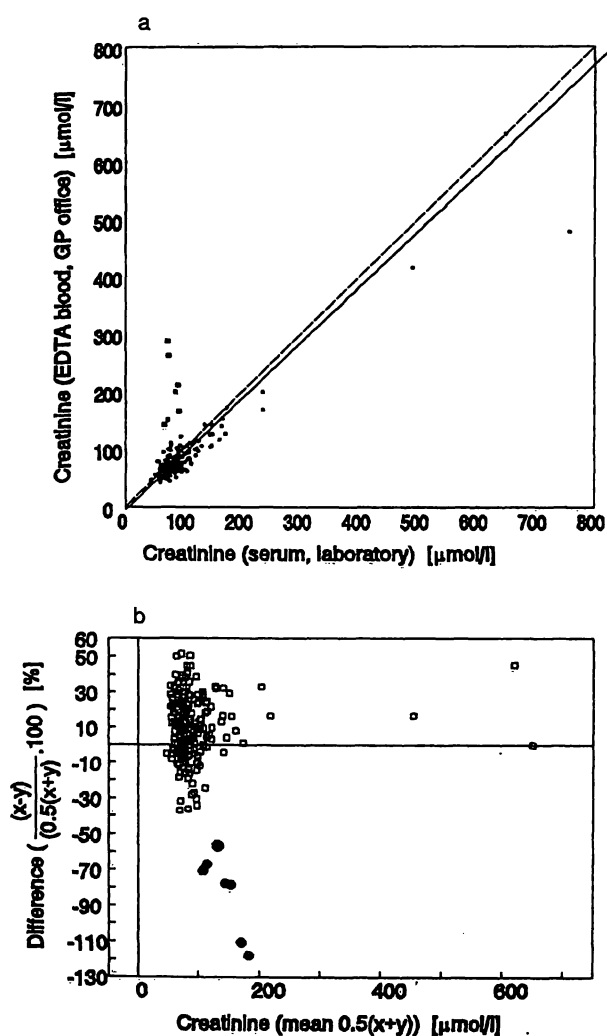 a
800
700
600
500
400
300
200
100
0
Creatinine (EDTA blood, GP office) [μmol/l]
0 100 200 300 400 500 600 700 800
Creatinine (serum, laboratory) [μmol/l]
b
60
50
30
10
-10
-30
-50
-70
-90
-110
-130
Difference ( (x-y) / (0.5(x+y) .100 ) [%]
0 200 400 600
Creatinine (mean 0.5(x+y)) [μmol/l]